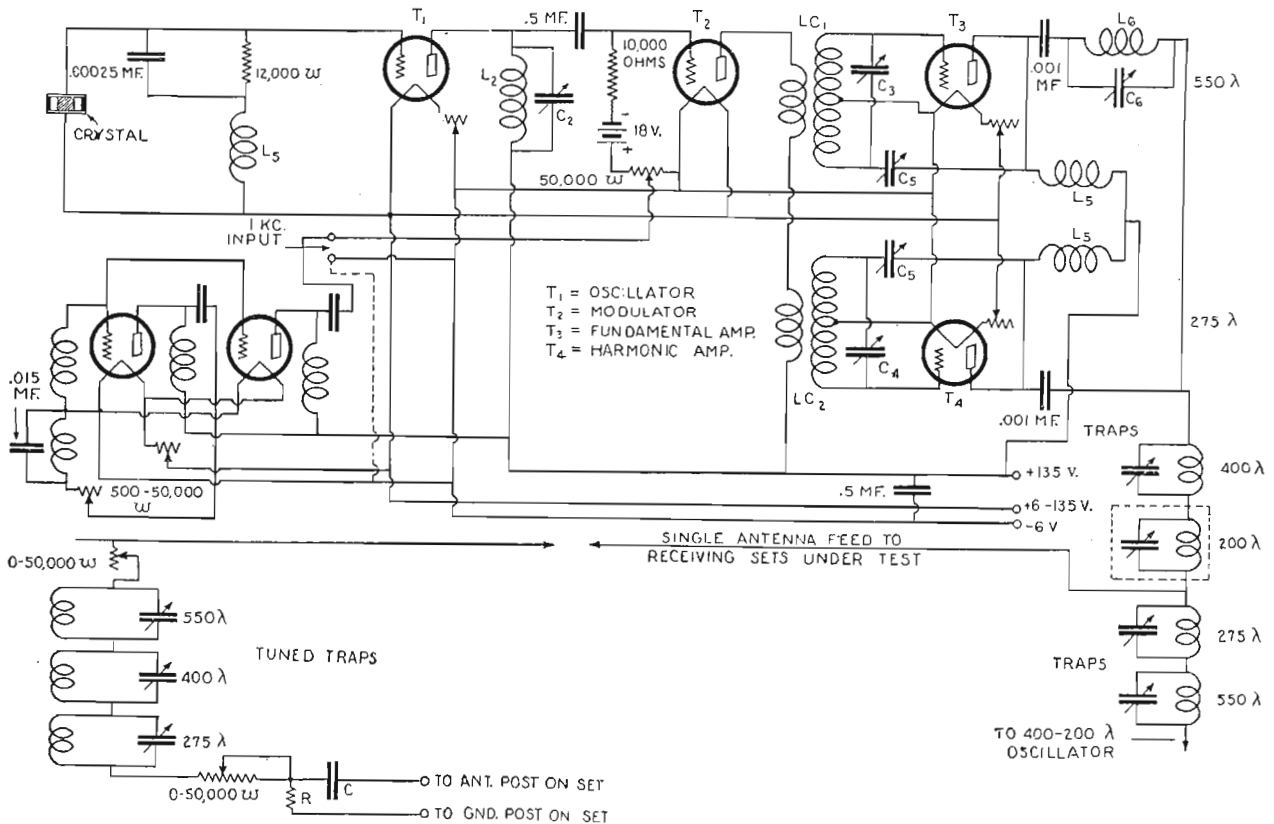 T1
.5 MF.
T2
LC1
T3
L6
.00025 MF.
12,000 ω
L2
C2
10,000
OHMS
C3
.001
MF
C6
550 λ
CRYSTAL
L5
18 V.
-
+
50,000 ω
C5
L5
1 KC.
INPUT
C5
L5
T1 = OSCILLATOR
T2 = MODULATOR
T3 = FUNDAMENTAL AMP.
T4 = HARMONIC AMP.
275 λ
.015
MF.
C4
LC2
T4
.001 MF.
TRAPS
500-50,000
ω
.5 MF.
+135 V.
+6-135 V.
-6 V
400 λ
0-50,000 ω
SINGLE ANTENNA FEED TO
RECEIVING SETS UNDER TEST
200 λ
550 λ
TUNED TRAPS
400 λ
275 λ
275 λ
TRAPS
550 λ
TO 400-200 λ
OSCILLATOR
0-50,000 ω
R
C
TO ANT. POST ON SET
TO GND. POST ON SET